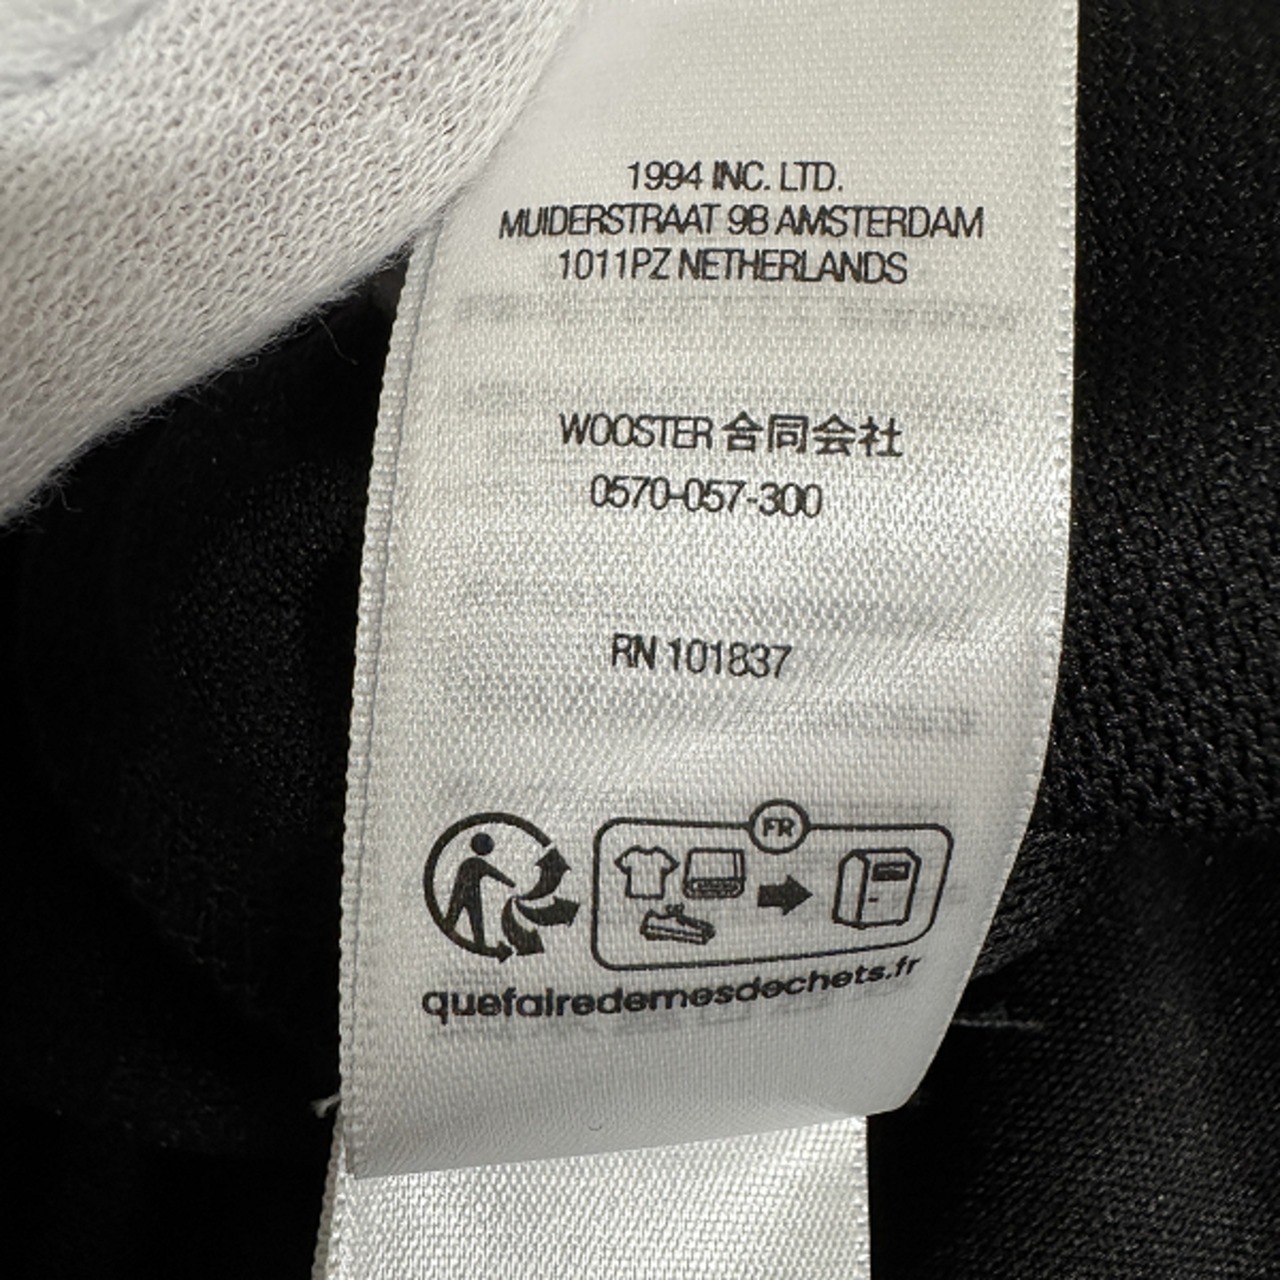 1994 INC. LTD.
MUIDERSTRAAT 9B AMSTERDAM
1011PZ NETHERLANDS
WOOSTER 合同会社
0570-057-300
RN 101837
FR
quefairedemesdechets.fr